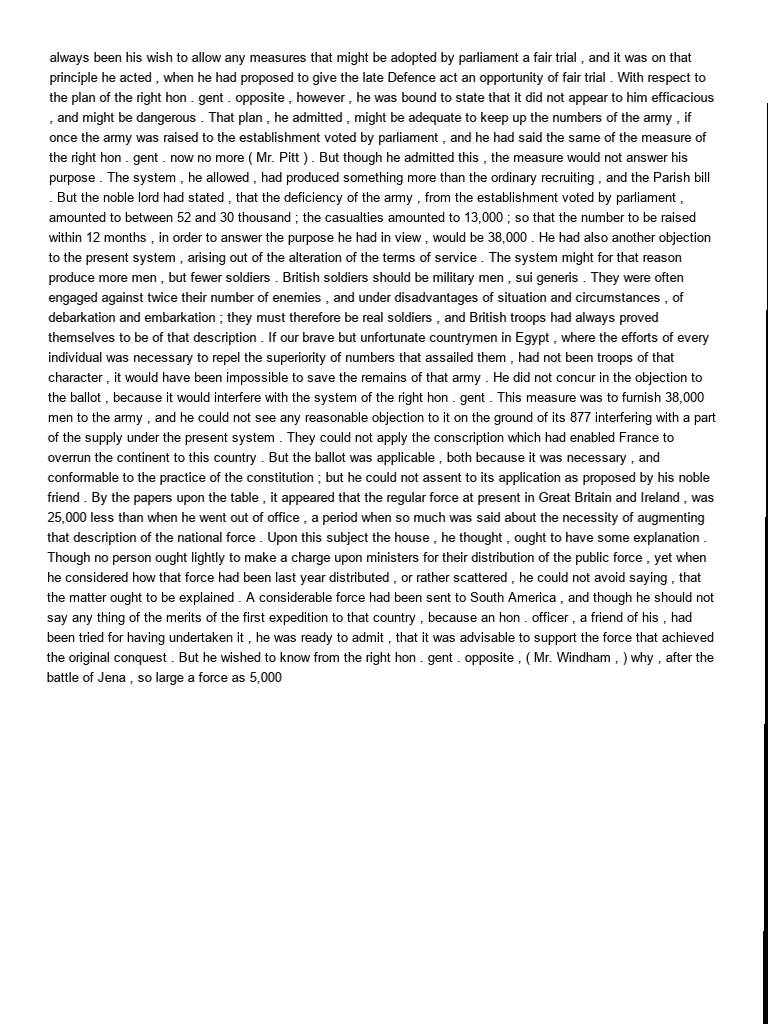 always been his wish to allow any measures that might be adopted by parliament a fair trial , and it was on that
principle he acted , when he had proposed to give the late Defence act an opportunity of fair trial . With respect to
the plan of the right hon . gent . opposite , however , he was bound to state that it did not appear to him efficacious
, and might be dangerous . That plan , he admitted , might be adequate to keep up the numbers of the army , if
once the army was raised to the establishment voted by parliament , and he had said the same of the measure of
the right hon . gent . now no more ( Mr. Pitt ) . But though he admitted this , the measure would not answer his
purpose . The system , he allowed , had produced something more than the ordinary recruiting , and the Parish bill
. But the noble lord had stated , that the deficiency of the army , from the establishment voted by parliament ,
amounted to between 52 and 30 thousand ; the casualties amounted to 13,000 ; so that the number to be raised
within 12 months , in order to answer the purpose he had in view , would be 38,000 . He had also another objection
to the present system , arising out of the alteration of the terms of service . The system might for that reason
produce more men , but fewer soldiers . British soldiers should be military men , sui generis . They were often
engaged against twice their number of enemies , and under disadvantages of situation and circumstances , of
debarkation and embarkation ; they must therefore be real soldiers , and British troops had always proved
themselves to be of that description . If our brave but unfortunate countrymen in Egypt , where the efforts of every
individual was necessary to repel the superiority of numbers that assailed them , had not been troops of that
character , it would have been impossible to save the remains of that army . He did not concur in the objection to
the ballot , because it would interfere with the system of the right hon . gent . This measure was to furnish 38,000
men to the army , and he could not see any reasonable objection to it on the ground of its 877 interfering with a part
of the supply under the present system . They could not apply the conscription which had enabled France to
overrun the continent to this country . But the ballot was applicable , both because it was necessary , and
conformable to the practice of the constitution ; but he could not assent to its application as proposed by his noble
friend . By the papers upon the table , it appeared that the regular force at present in Great Britain and Ireland , was
25,000 less than when he went out of office , a period when so much was said about the necessity of augmenting
that description of the national force . Upon this subject the house , he thought , ought to have some explanation .
Though no person ought lightly to make a charge upon ministers for their distribution of the public force , yet when
he considered how that force had been last year distributed , or rather scattered , he could not avoid saying , that
the matter ought to be explained . A considerable force had been sent to South America , and though he should not
say any thing of the merits of the first expedition to that country , because an hon . officer , a friend of his , had
been tried for having undertaken it , he was ready to admit , that it was advisable to support the force that achieved
the original conquest . But he wished to know from the right hon . gent . opposite , ( Mr. Windham , ) why , after the
battle of Jena , so large a force as 5,000